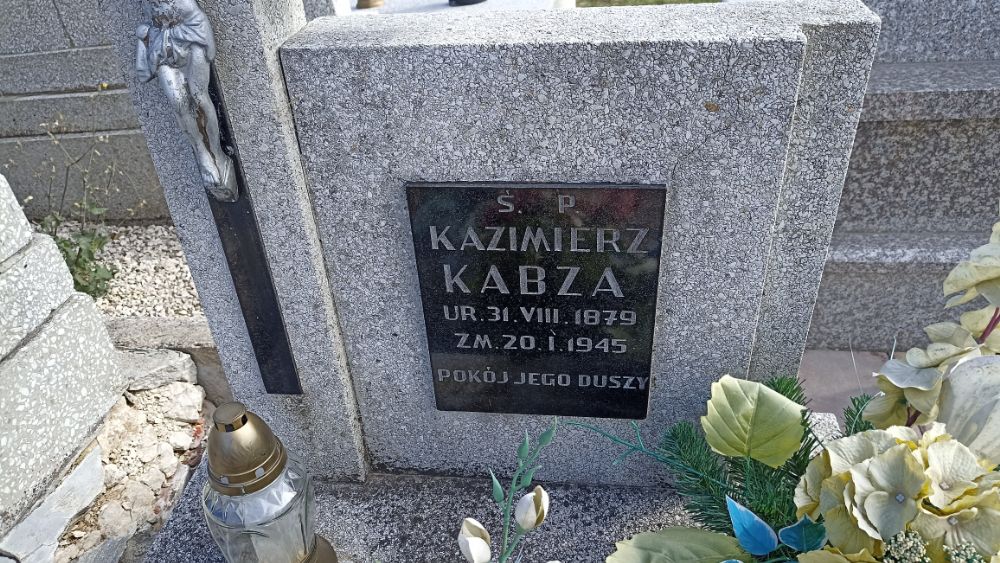 Ś. P
KAZIMIERZ
KABZA
UR. 31. VIII. 1879
ZM. 20. I. 1945
POKÓJ JEGO DUSZY